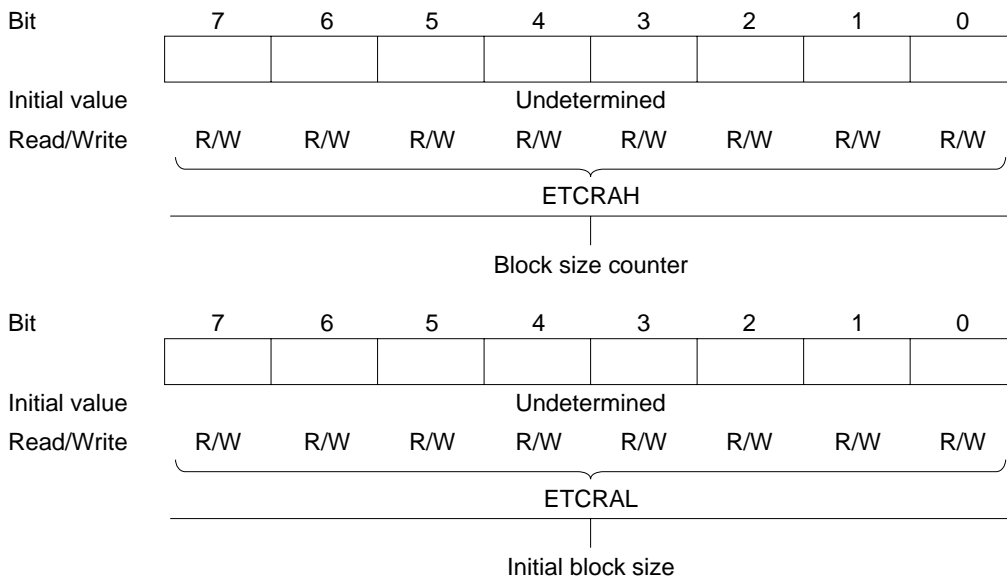 Bit 7 6 5 4 3 2 1 0
Initial value Undetermined
Read/Write R/W R/W R/W R/W R/W R/W R/W R/W
ETCRAH
Block size counter
Bit 7 6 5 4 3 2 1 0
Initial value Undetermined
Read/Write R/W R/W R/W R/W R/W R/W R/W R/W
ETCRAL
Initial block size